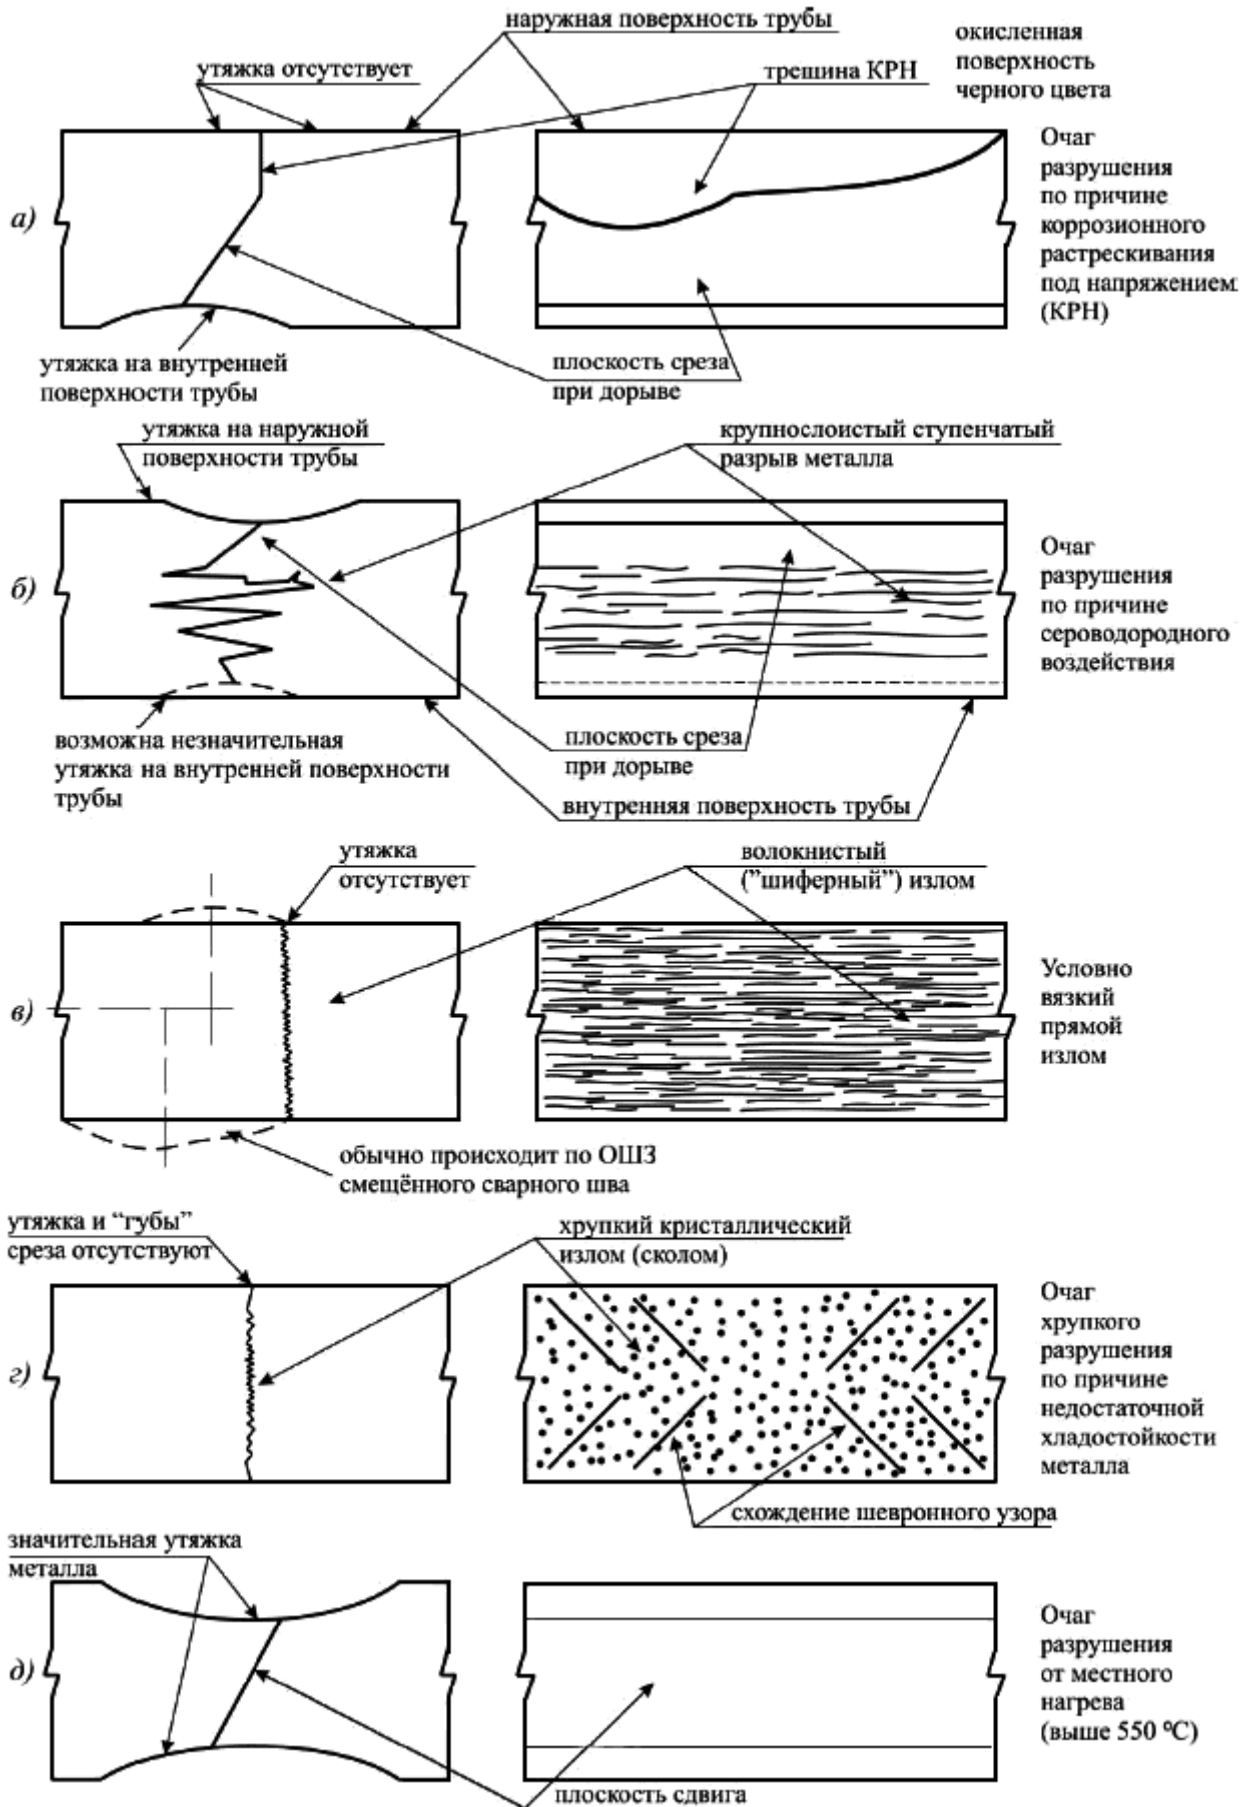 наружная поверхность трубы
утяжка отсутствует
трешина КРН
окисленная
поверхность
черного цвета
а)
Очаг
разрушения
по причине
коррозионного
растрескивания
под напряжением
(КРН)
утяжка на внутренней
поверхности трубы
плоскость среза
при дорыве
утяжка на наружной
поверхности трубы
крупнослоистый ступенчатый
разрыв металла
б)
Очаг
разрушения
по причине
сероводородного
воздействия
возможна незначительная
утяжка на внутренней поверхности
трубы
плоскость среза
при дорыве
внутренняя поверхность трубы
утяжка
отсутствует
волокнистый
("шиферный") излом
в)
Условно
вязкий
прямой
излом
обычно происходит по ОШЗ
смещённого сварного шва
утяжка и “губы”
среза отсутствуют
хрупкий кристаллический
излом (сколом)
г)
Очаг
хрупкого
разрушения
по причине
недостаточной
хладостойкости
металла
схождение шевронного узора
значительная утяжка
металла
д)
Очаг
разрушения
от местного
нагрева
(выше 550 ºС)
плоскость сдвига